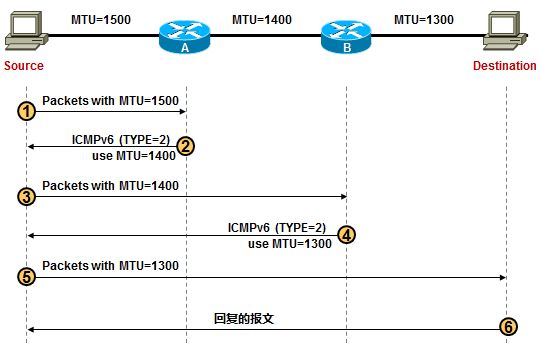 MTU=1500 MTU=1400 MTU=1300
A B
Source Destination
1 Packets with MTU=1500
ICMPv6 (TYPE=2) 2
use MTU=1400
3 Packets with MTU=1400
ICMPv6 (TYPE=2) 4
use MTU=1300
5 Packets with MTU=1300
回复的报文 6